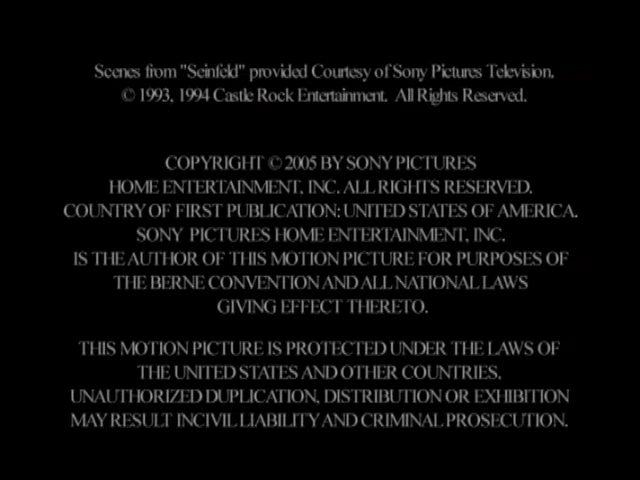 Scenes from "Seinfeld" provided Courtesy of Sony Pictures Television.
© 1993, 1994 Castle Rock Entertainment. All Rights Reserved.
COPYRIGHT © 2005 BY SONY PICTURES
HOME ENTERTAINMENT, INC. ALL RIGHTS RESERVED.
COUNTRY OF FIRST PUBLICATION: UNITED STATES OF AMERICA.
SONY PICTURES HOME ENTERTAINMENT, INC.
IS THE AUTHOR OF THIS MOTION PICTURE FOR PURPOSES OF
THE BERNE CONVENTION AND ALL NATIONAL LAWS
GIVING EFFECT THERETO.
THIS MOTION PICTURE IS PROTECTED UNDER THE LAWS OF
THE UNITED STATES AND OTHER COUNTRIES.
UNAUTHORIZED DUPLICATION, DISTRIBUTION OR EXHIBITION
MAY RESULT IN CIVIL LIABILITY AND CRIMINAL PROSECUTION.